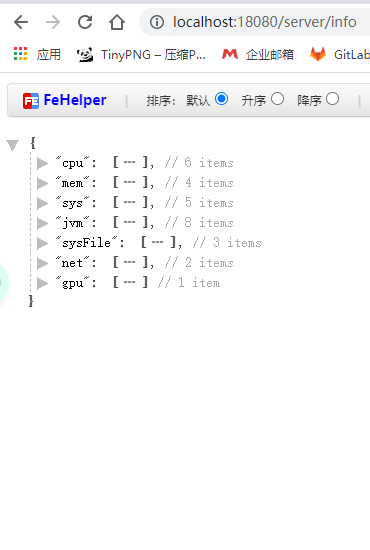 localhost:18080/server/info
应用 TinyPNG – 压缩P... 企业邮箱 GitLab
FE FeHelper | 排序: 默认 升序 降序 |
{
"cpu": [ ··· ], // 6 items
"mem": [ ··· ], // 4 items
"sys": [ ··· ], // 5 items
"jvm": [ ··· ], // 8 items
"sysFile": [ ··· ], // 3 items
"net": [ ··· ], // 2 items
"gpu": [ ··· ] // 1 item
}